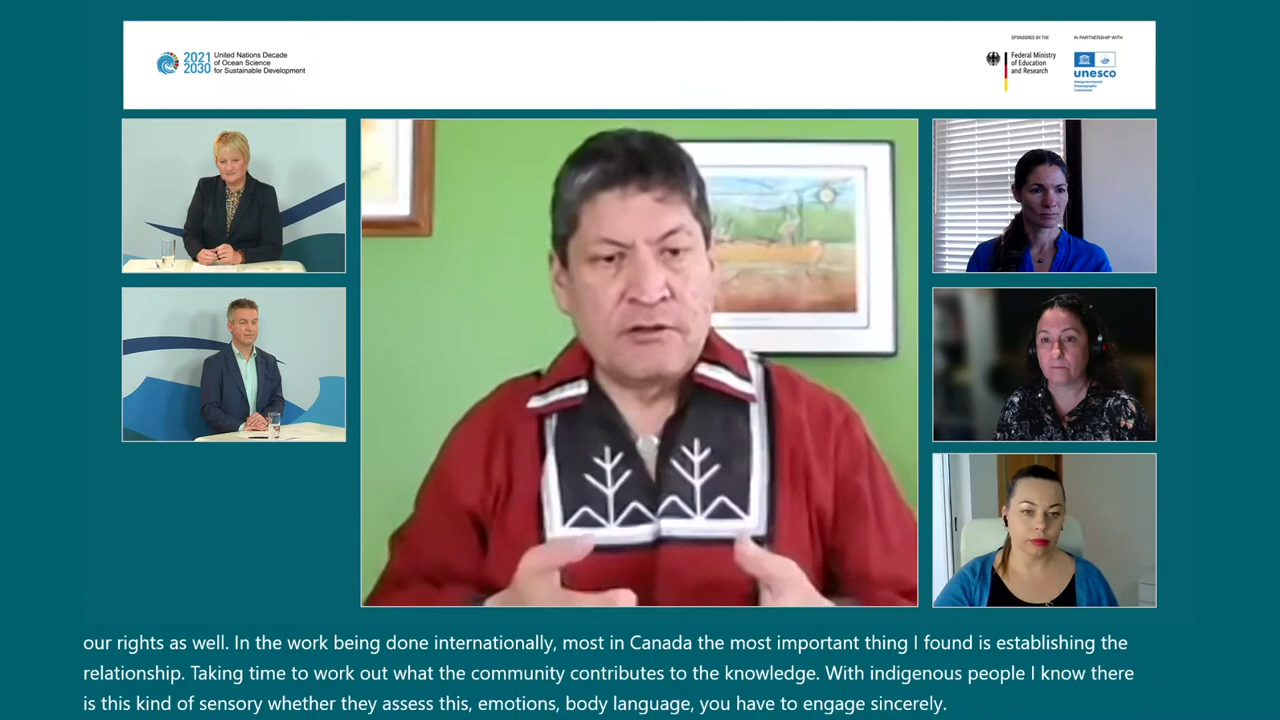 2021
2030
United Nations Decade
of Ocean Science
for Sustainable Development
SPONSORED BY THE
Federal Ministry
of Education
and Research
IN PARTNERSHIP WITH
unesco
Intergovernmental
Oceanographic
Commission
our rights as well. In the work being done internationally, most in Canada the most important thing I found is establishing the
relationship. Taking time to work out what the community contributes to the knowledge. With indigenous people I know there
is this kind of sensory whether they assess this, emotions, body language, you have to engage sincerely.